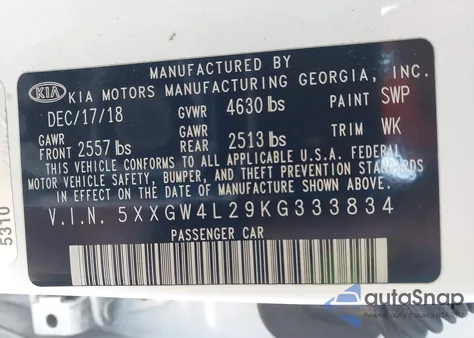 MANUFACTURED BY
KIA KIA MOTORS MANUFACTURING GEORGIA, INC.
DEC/17/18 GVWR 4630 lbs PAINT SWP
GAWR FRONT 2557 lbs GAWR REAR 2513 lbs TRIM WK
THIS VEHICLE CONFORMS TO ALL APPLICABLE U.S.A. FEDERAL
MOTOR VEHICLE SAFETY, BUMPER, AND THEFT PREVENTION STANDARDS
IN EFFECT ON THE DATE OF MANUFACTURE SHOWN ABOVE.
V.I.N. 5XXGW4L29KG333834
PASSENGER CAR
5310
autoSnap